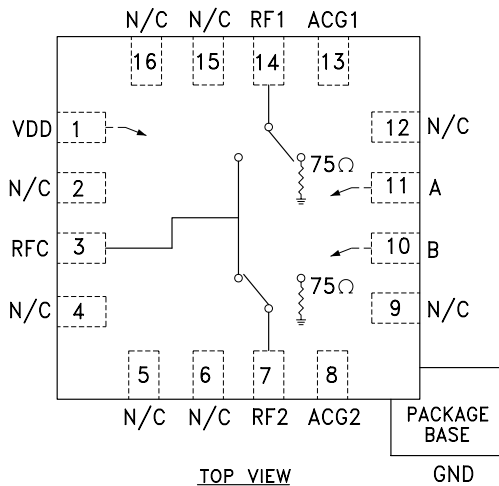 N/C N/C RF1 ACG1
16 15 14 13
VDD 1 12 N/C
75Ω
N/C 2 11 A
RFC 3 10 B
75Ω
N/C 4 9 N/C
5 6 7 8
N/C N/C RF2 ACG2
PACKAGE
BASE
TOP VIEW
GND